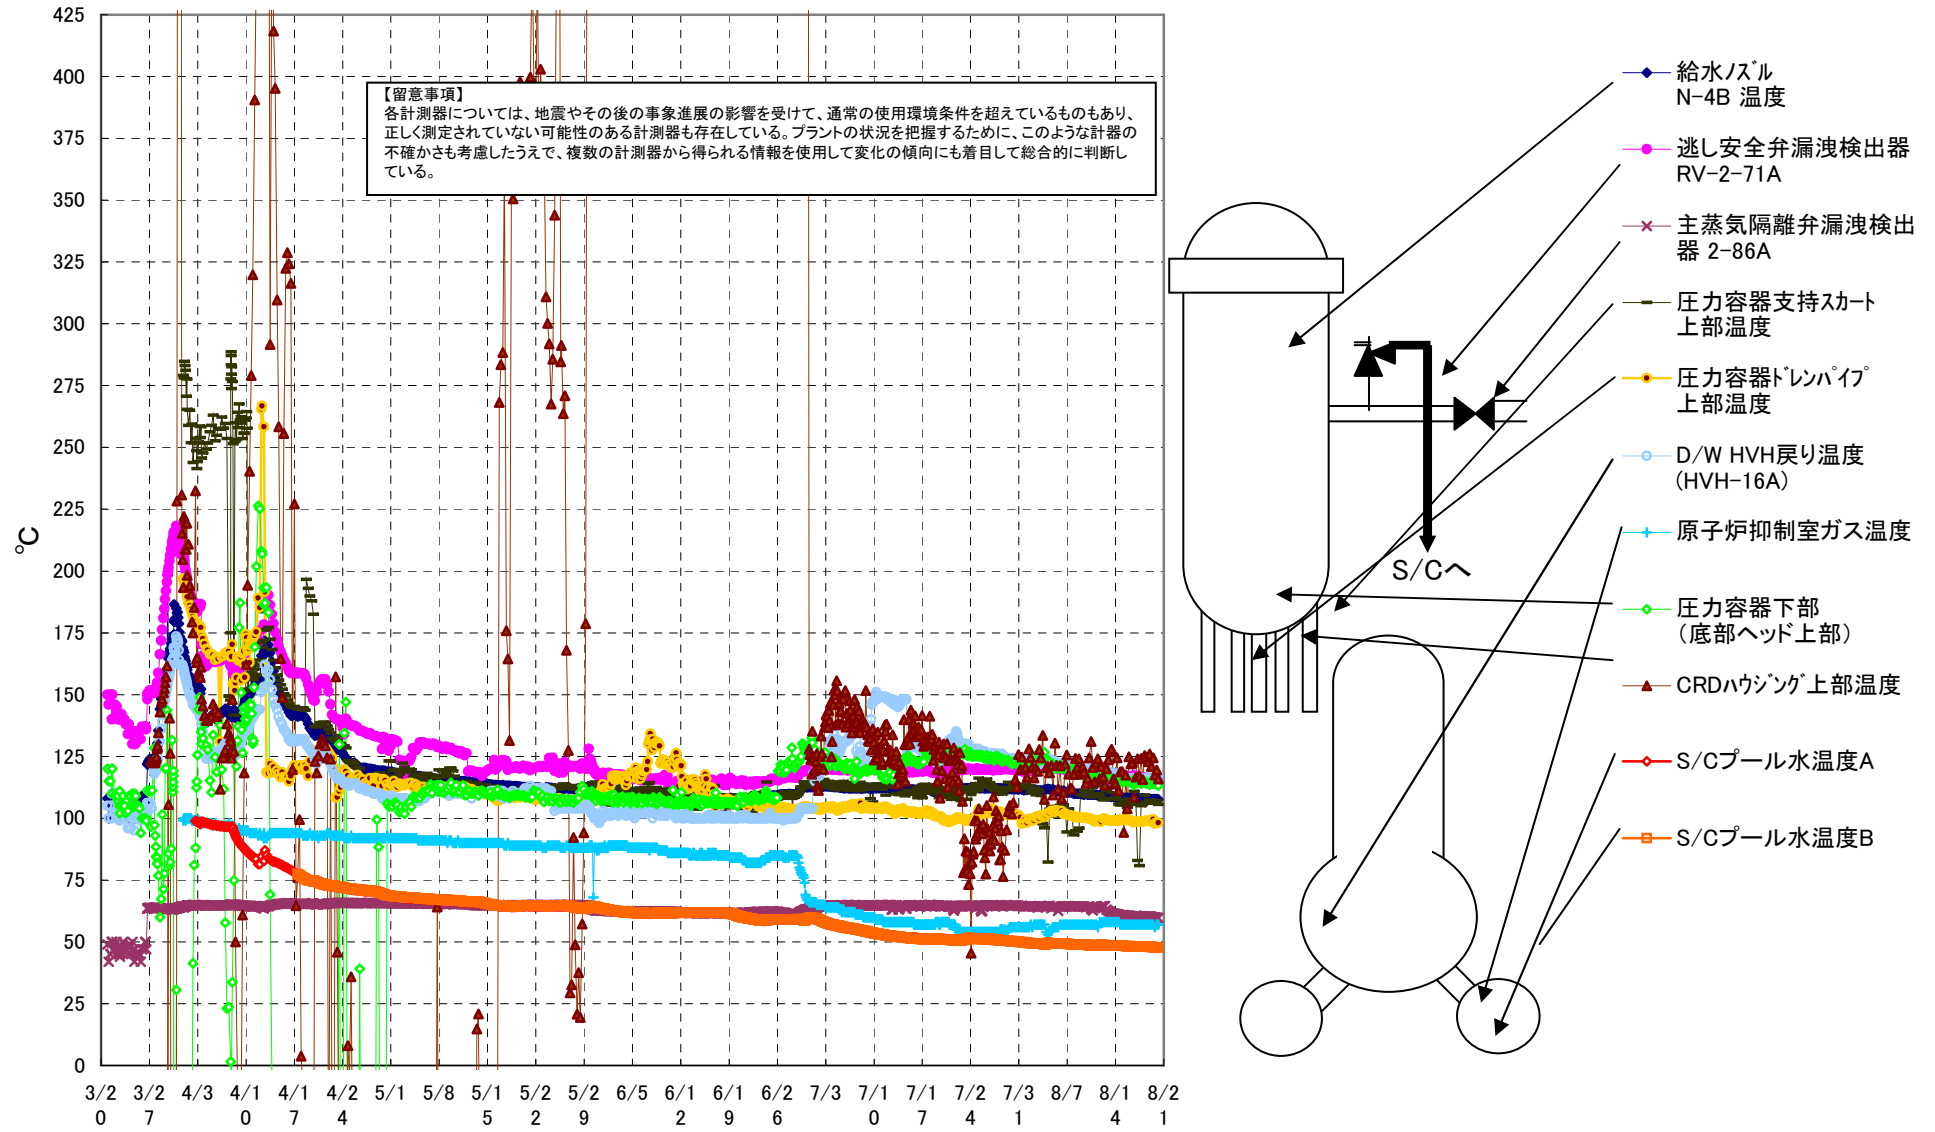 425
400
375
350
325
300
275
250
225
200
175
150
125
100
75
50
25
0
℃
【留意事項】
各計測器については、地震やその後の事象進展の影響を受けて、通常の使用環境条件を超えているものもあり、
正しく測定されていない可能性のある計測器も存在している。プラントの状況を把握するために、このような計器の
不確かさも考慮したうえで、複数の計測器から得られる情報を使用して変化の傾向にも着目して総合的に判断し
ている。
3/2 3/2 4/3 4/1 4/1 4/2 5/1 5/8 5/1 5/2 5/2 6/5 6/1 6/1 6/2 7/3 7/1 7/1 7/2 7/3 8/7 8/1 8/2
0 7 0 7 4 5 2 9 2 9 6 0 7 4 1 4 1
S/Cへ
給水ﾉｽﾞﾙ
N-4B 温度
逃し安全弁漏洩検出器
RV-2-71A
主蒸気隔離弁漏洩検出
器 2-86A
圧力容器支持ｽｶｰﾄ
上部温度
圧力容器ﾄﾞﾚﾝﾊﾟｲﾌﾟ
上部温度
D/W HVH戻り温度
(HVH-16A)
原子炉抑制室ガス温度
圧力容器下部
（底部ヘッド上部）
CRDﾊｳｼﾞﾝｸﾞ上部温度
S/Cプール水温度A
S/Cプール水温度B